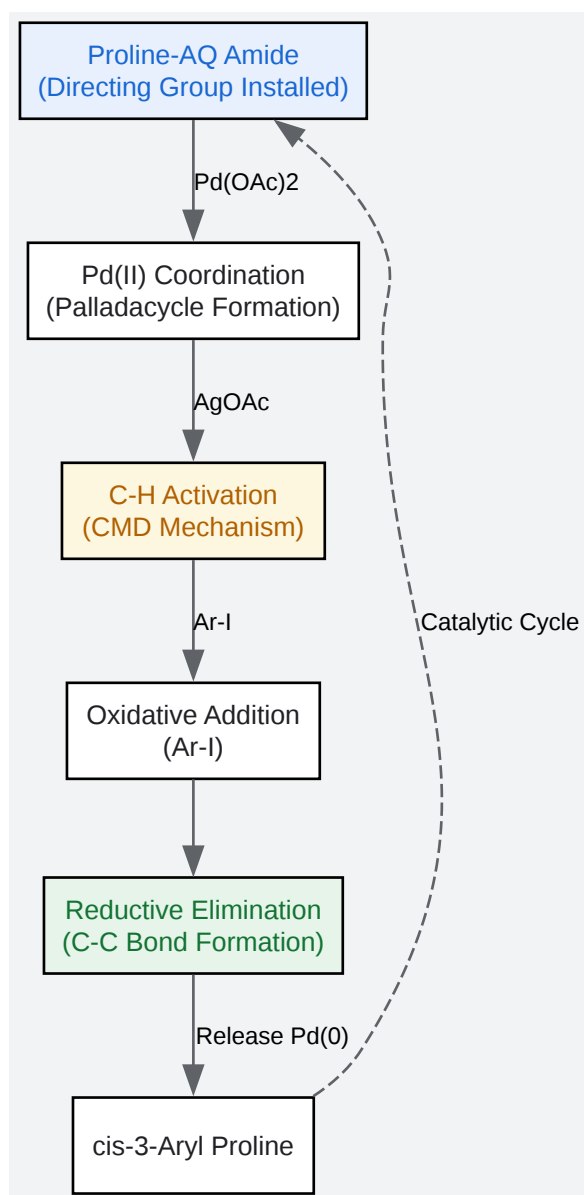 Proline-AQ Amide
(Directing Group Installed)
Pd(OAc)2
Pd(II) Coordination
(Palladacycle Formation)
AgOAc
C-H Activation
(CMD Mechanism)
Ar-I
Catalytic Cycle
Oxidative Addition
(Ar-I)
Reductive Elimination
(C-C Bond Formation)
Release Pd(0)
cis-3-Aryl Proline